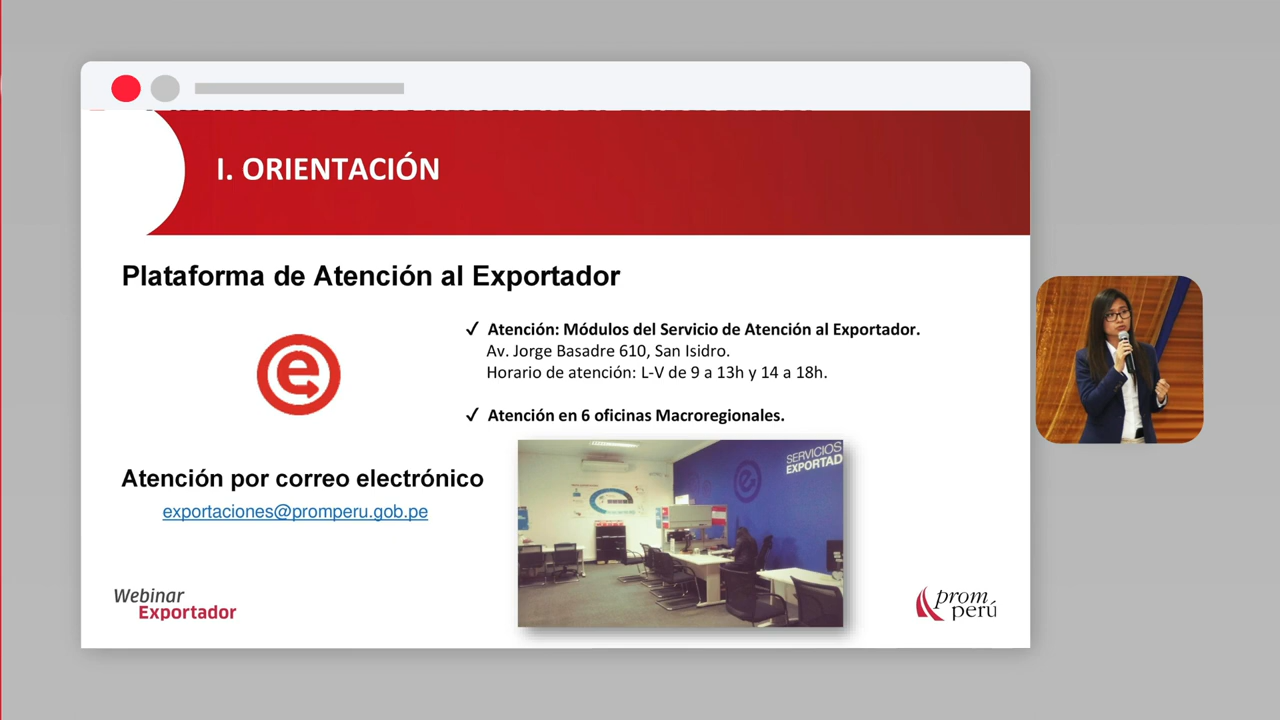 I. ORIENTACIÓN
Plataforma de Atención al Exportador
✓ Atención: Módulos del Servicio de Atención al Exportador.
Av. Jorge Basadre 610, San Isidro.
Horario de atención: L-V de 9 a 13h y 14 a 18h.
✓ Atención en 6 oficinas Macroregionales.
SERVICIOS
EXPORTAD
Atención por correo electrónico
exportaciones@promperu.gob.pe
Webinar
Exportador
prom
perú